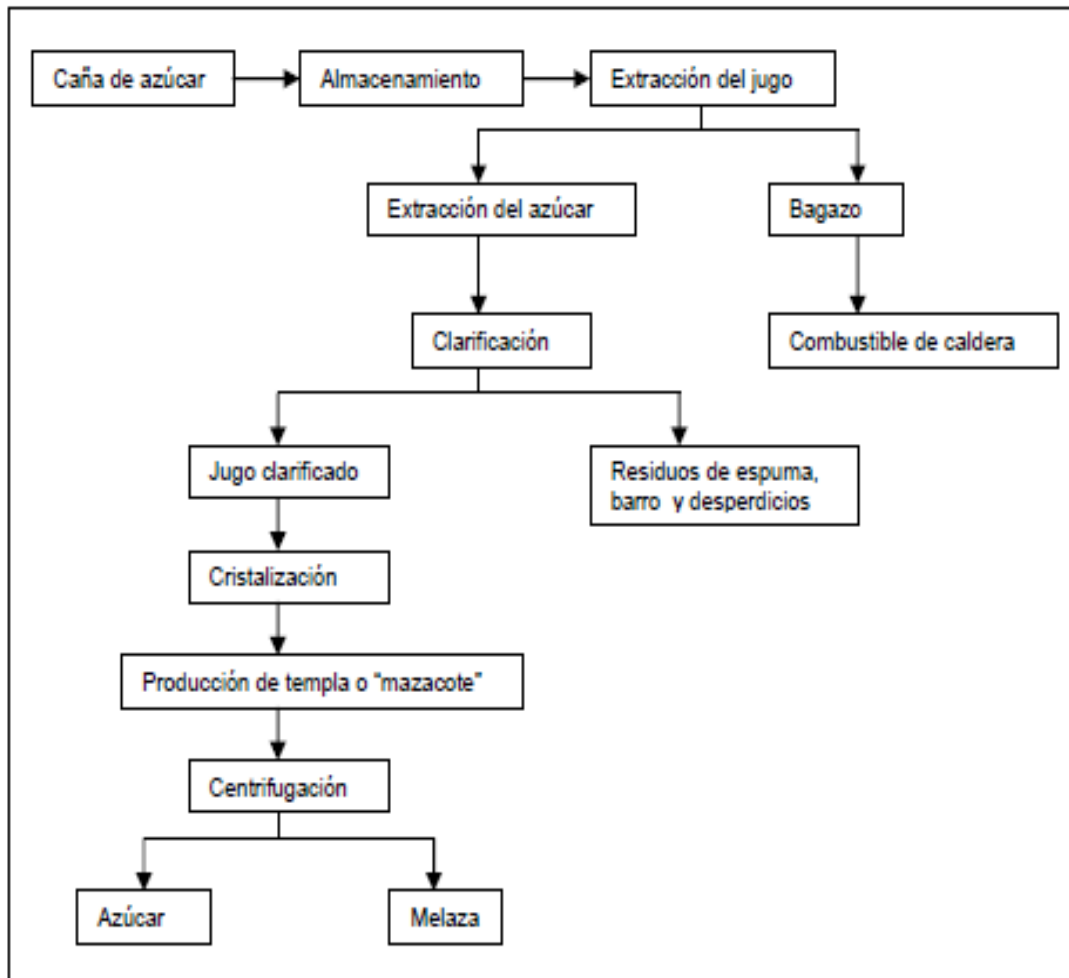 Caña de azúcar
Almacenamiento
Extracción del jugo
Extracción del azúcar
Bagazo
Clarificación
Combustible de caldera
Jugo clarificado
Residuos de espuma,
barro y desperdicios
Cristalización
Producción de templa o "mazacote"
Centrifugación
Azúcar
Melaza